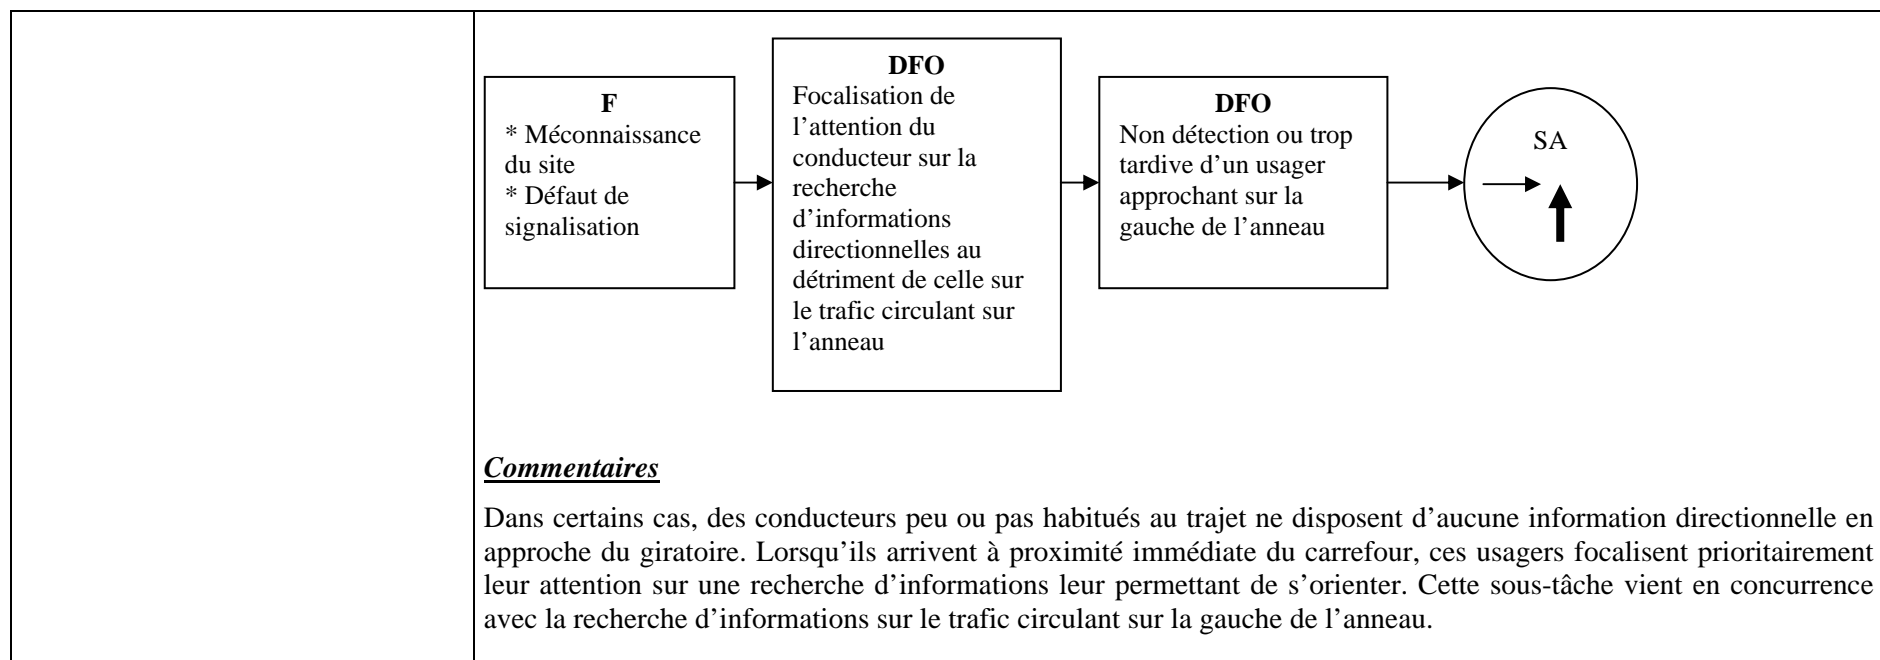 F
* Méconnaissance
du site
* Défaut de
signalisation
DFO
Focalisation de
l’attention du
conducteur sur la
recherche
d’informations
directionnelles au
détriment de celle sur
le trafic circulant sur
l’anneau
DFO
Non détection ou trop
tardive d’un usager
approchant sur la
gauche de l’anneau
SA
Commentaires
Dans certains cas, des conducteurs peu ou pas habitués au trajet ne disposent d’aucune information directionnelle en
approche du giratoire. Lorsqu’ils arrivent à proximité immédiate du carrefour, ces usagers focalisent prioritairement
leur attention sur une recherche d’informations leur permettant de s’orienter. Cette sous-tâche vient en concurrence
avec la recherche d’informations sur le trafic circulant sur la gauche de l’anneau.